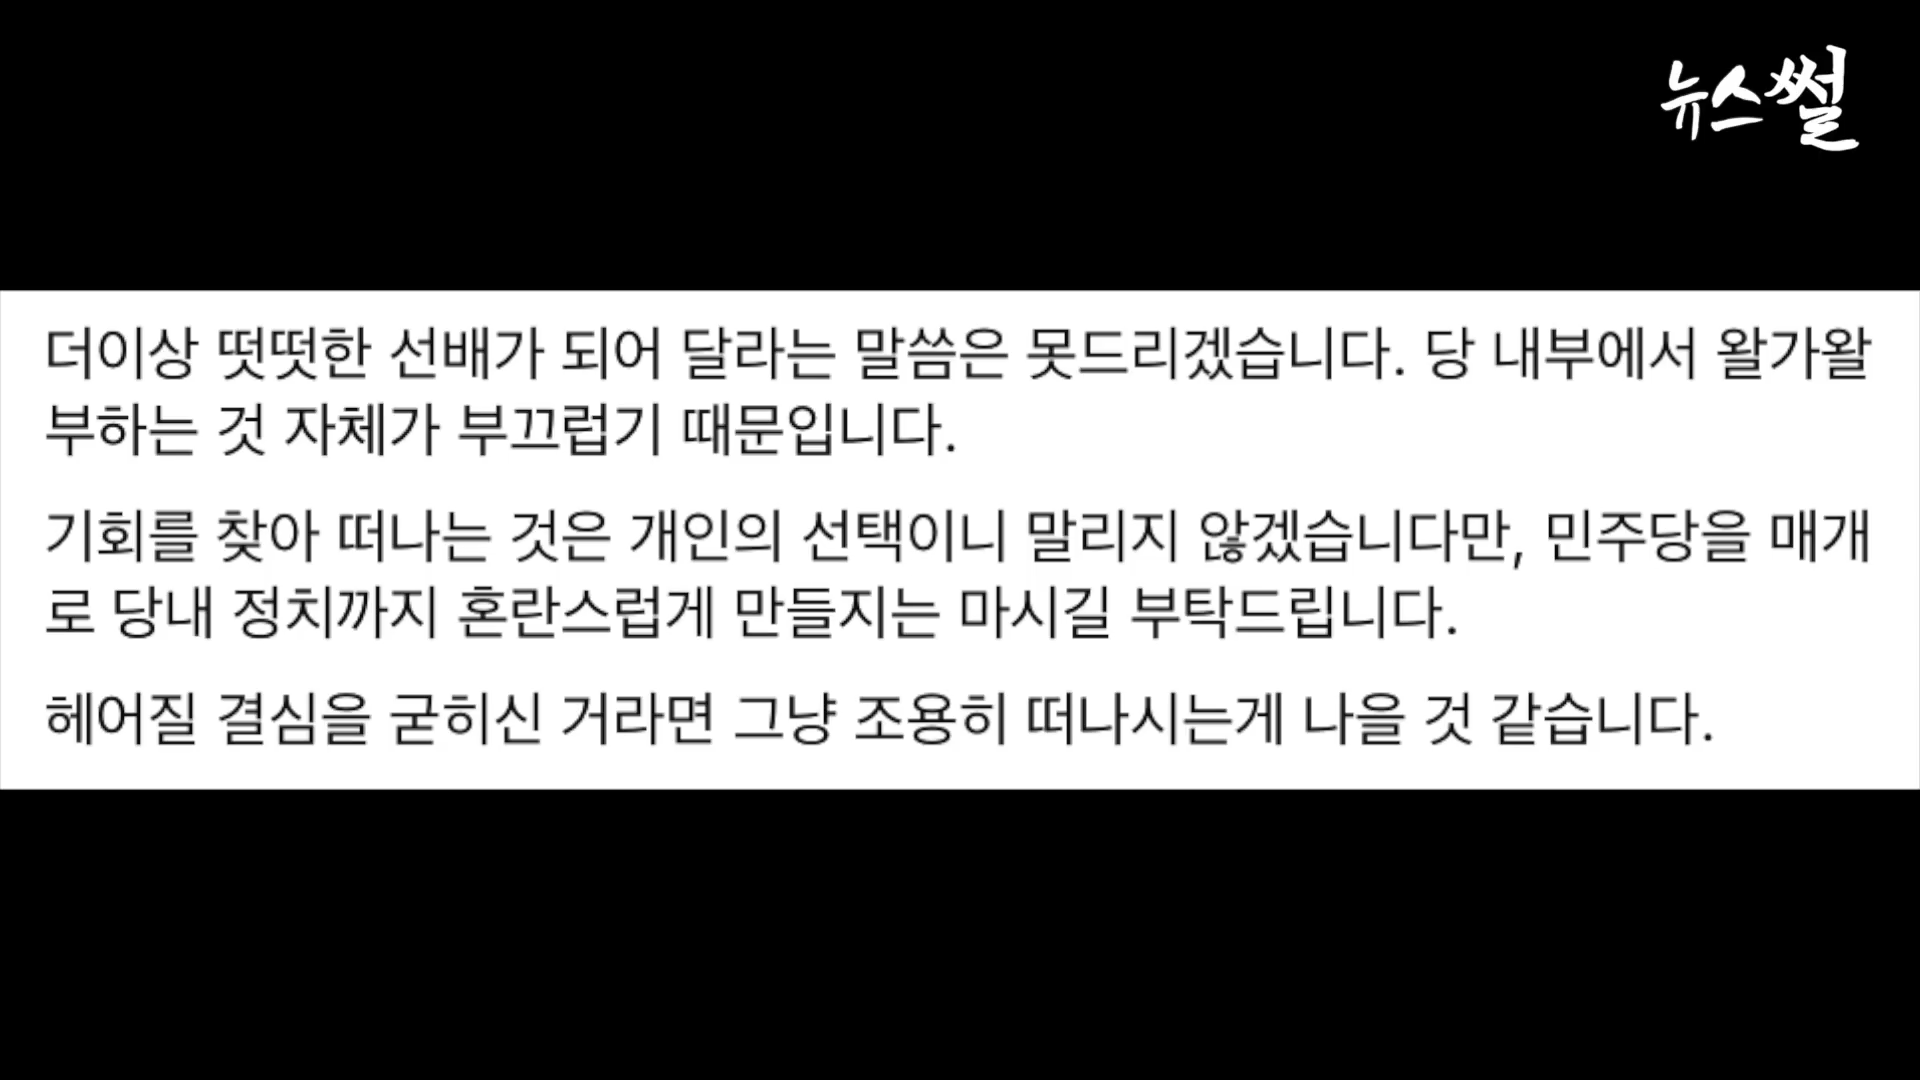 뉴스썰
더이상 떳떳한 선배가 되어 달라는 말씀은 못드리겠습니다. 당 내부에서 왈가왈
부하는 것 자체가 부끄럽기 때문입니다.
기회를 찾아 떠나는 것은 개인의 선택이니 말리지 않겠습니다만, 민주당을 매개
로 당내 정치까지 혼란스럽게 만들지는 마시길 부탁드립니다.
헤어질 결심을 굳히신 거라면 그냥 조용히 떠나시는게 나을 것 같습니다.